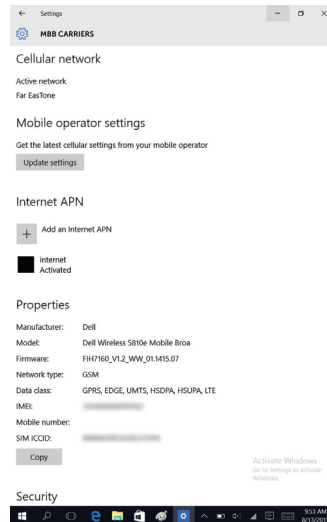 Settings
MBB CARRIERS
Cellular network
Active network
Far EasTone
Mobile operator settings
Get the latest cellular settings from your mobile operator
Update settings
Internet APN
Add an Internet APN
internet
Activated
Properties
Manufacturer: Dell
Model: Dell Wireless 5810e Mobile Broa
Firmware: FIH7160_V1.2_WW_01.1415.07
Network type: GSM
Data class: GPRS, EDGE, UMTS, HSDPA, HSUPA, LTE
IMEI:
Mobile number:
SIM ICCID:
Copy
Activate Windows
Go to Settings to activate
Windows.
Security
9:53 AM